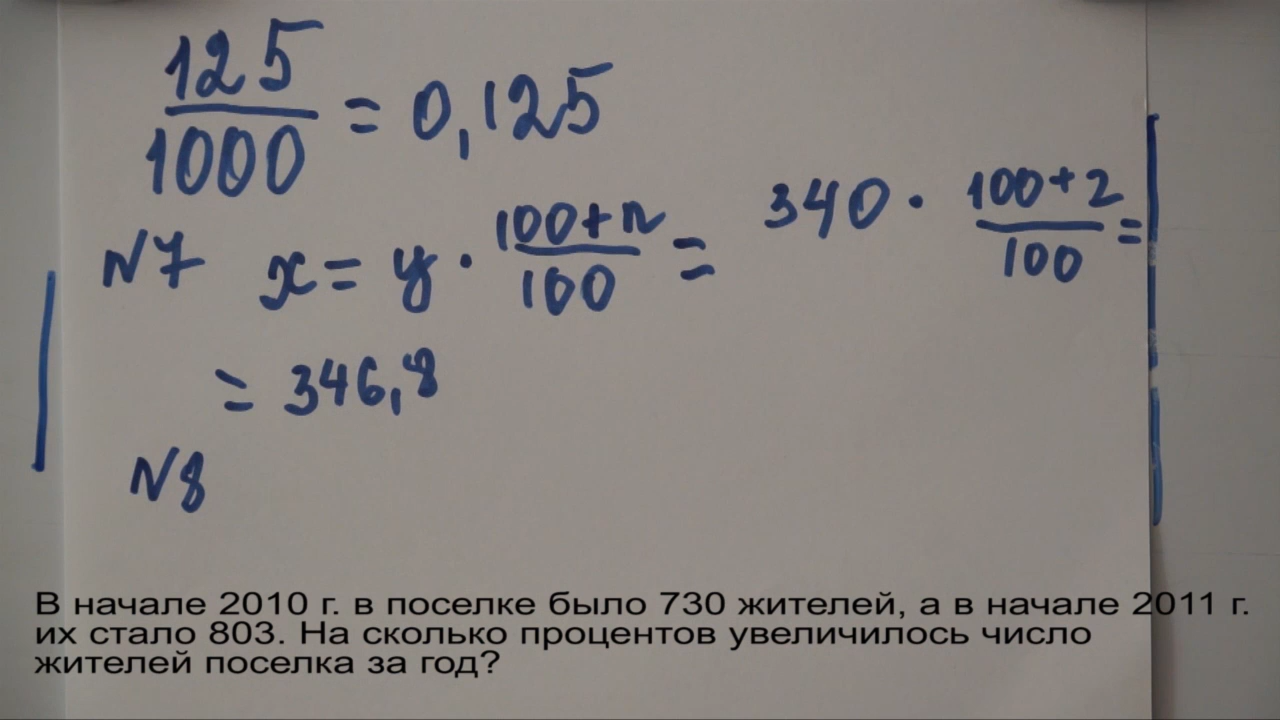 125
1000 = 0,125
N7 x = y · 100+n / 100 = 340 · 100+2 / 100 =
= 346,8
N8
В начале 2010 г. в поселке было 730 жителей, а в начале 2011 г.
их стало 803. На сколько процентов увеличилось число
жителей поселка за год?